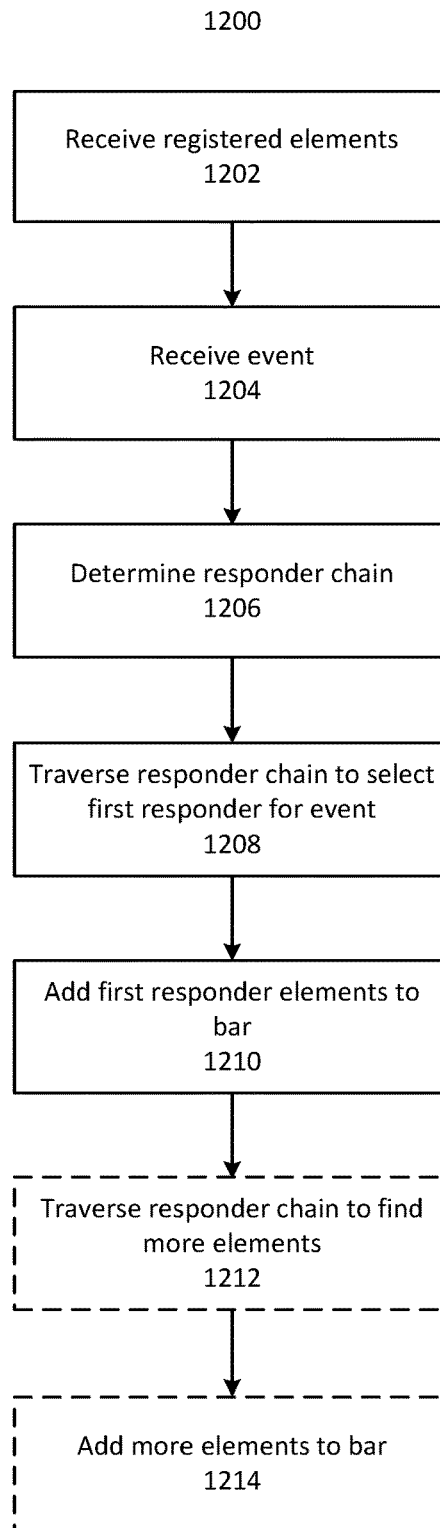 1200
Receive registered elements
1202
Receive event
1204
Determine responder chain
1206
Traverse responder chain to select
first responder for event
1208
Add first responder elements to
bar
1210
Traverse responder chain to find
more elements
1212
Add more elements to bar
1214